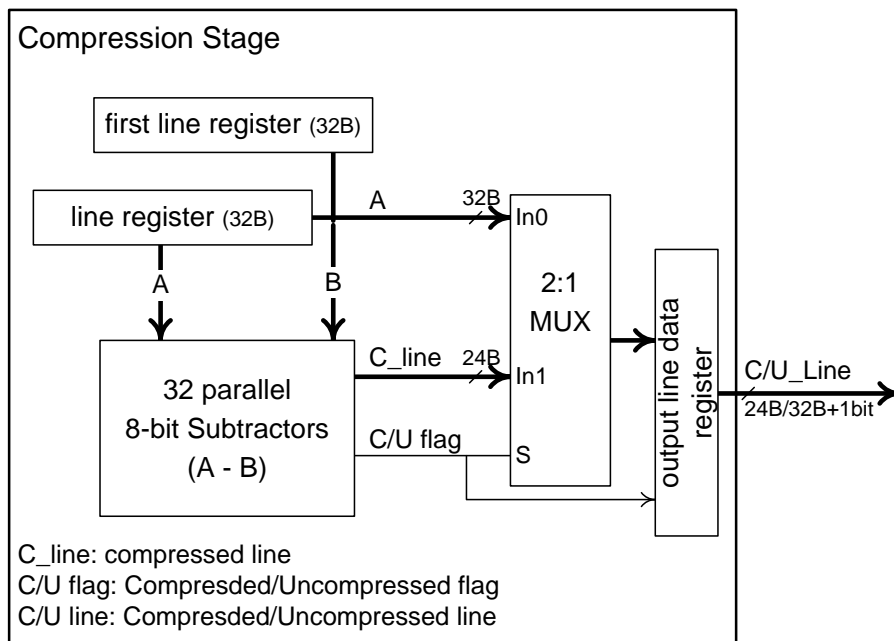 Compression Stage
first line register (32B)
line register (32B)
A
32B
In0
A
B
2:1
MUX
32 parallel
8-bit Subtractors
(A - B)
C_line
24B
In1
C/U flag
S
output line data
register
C/U_Line
24B/32B+1bit
C_line: compressed line
C/U flag: Compresded/Uncompressed flag
C/U line: Compresded/Uncompressed line